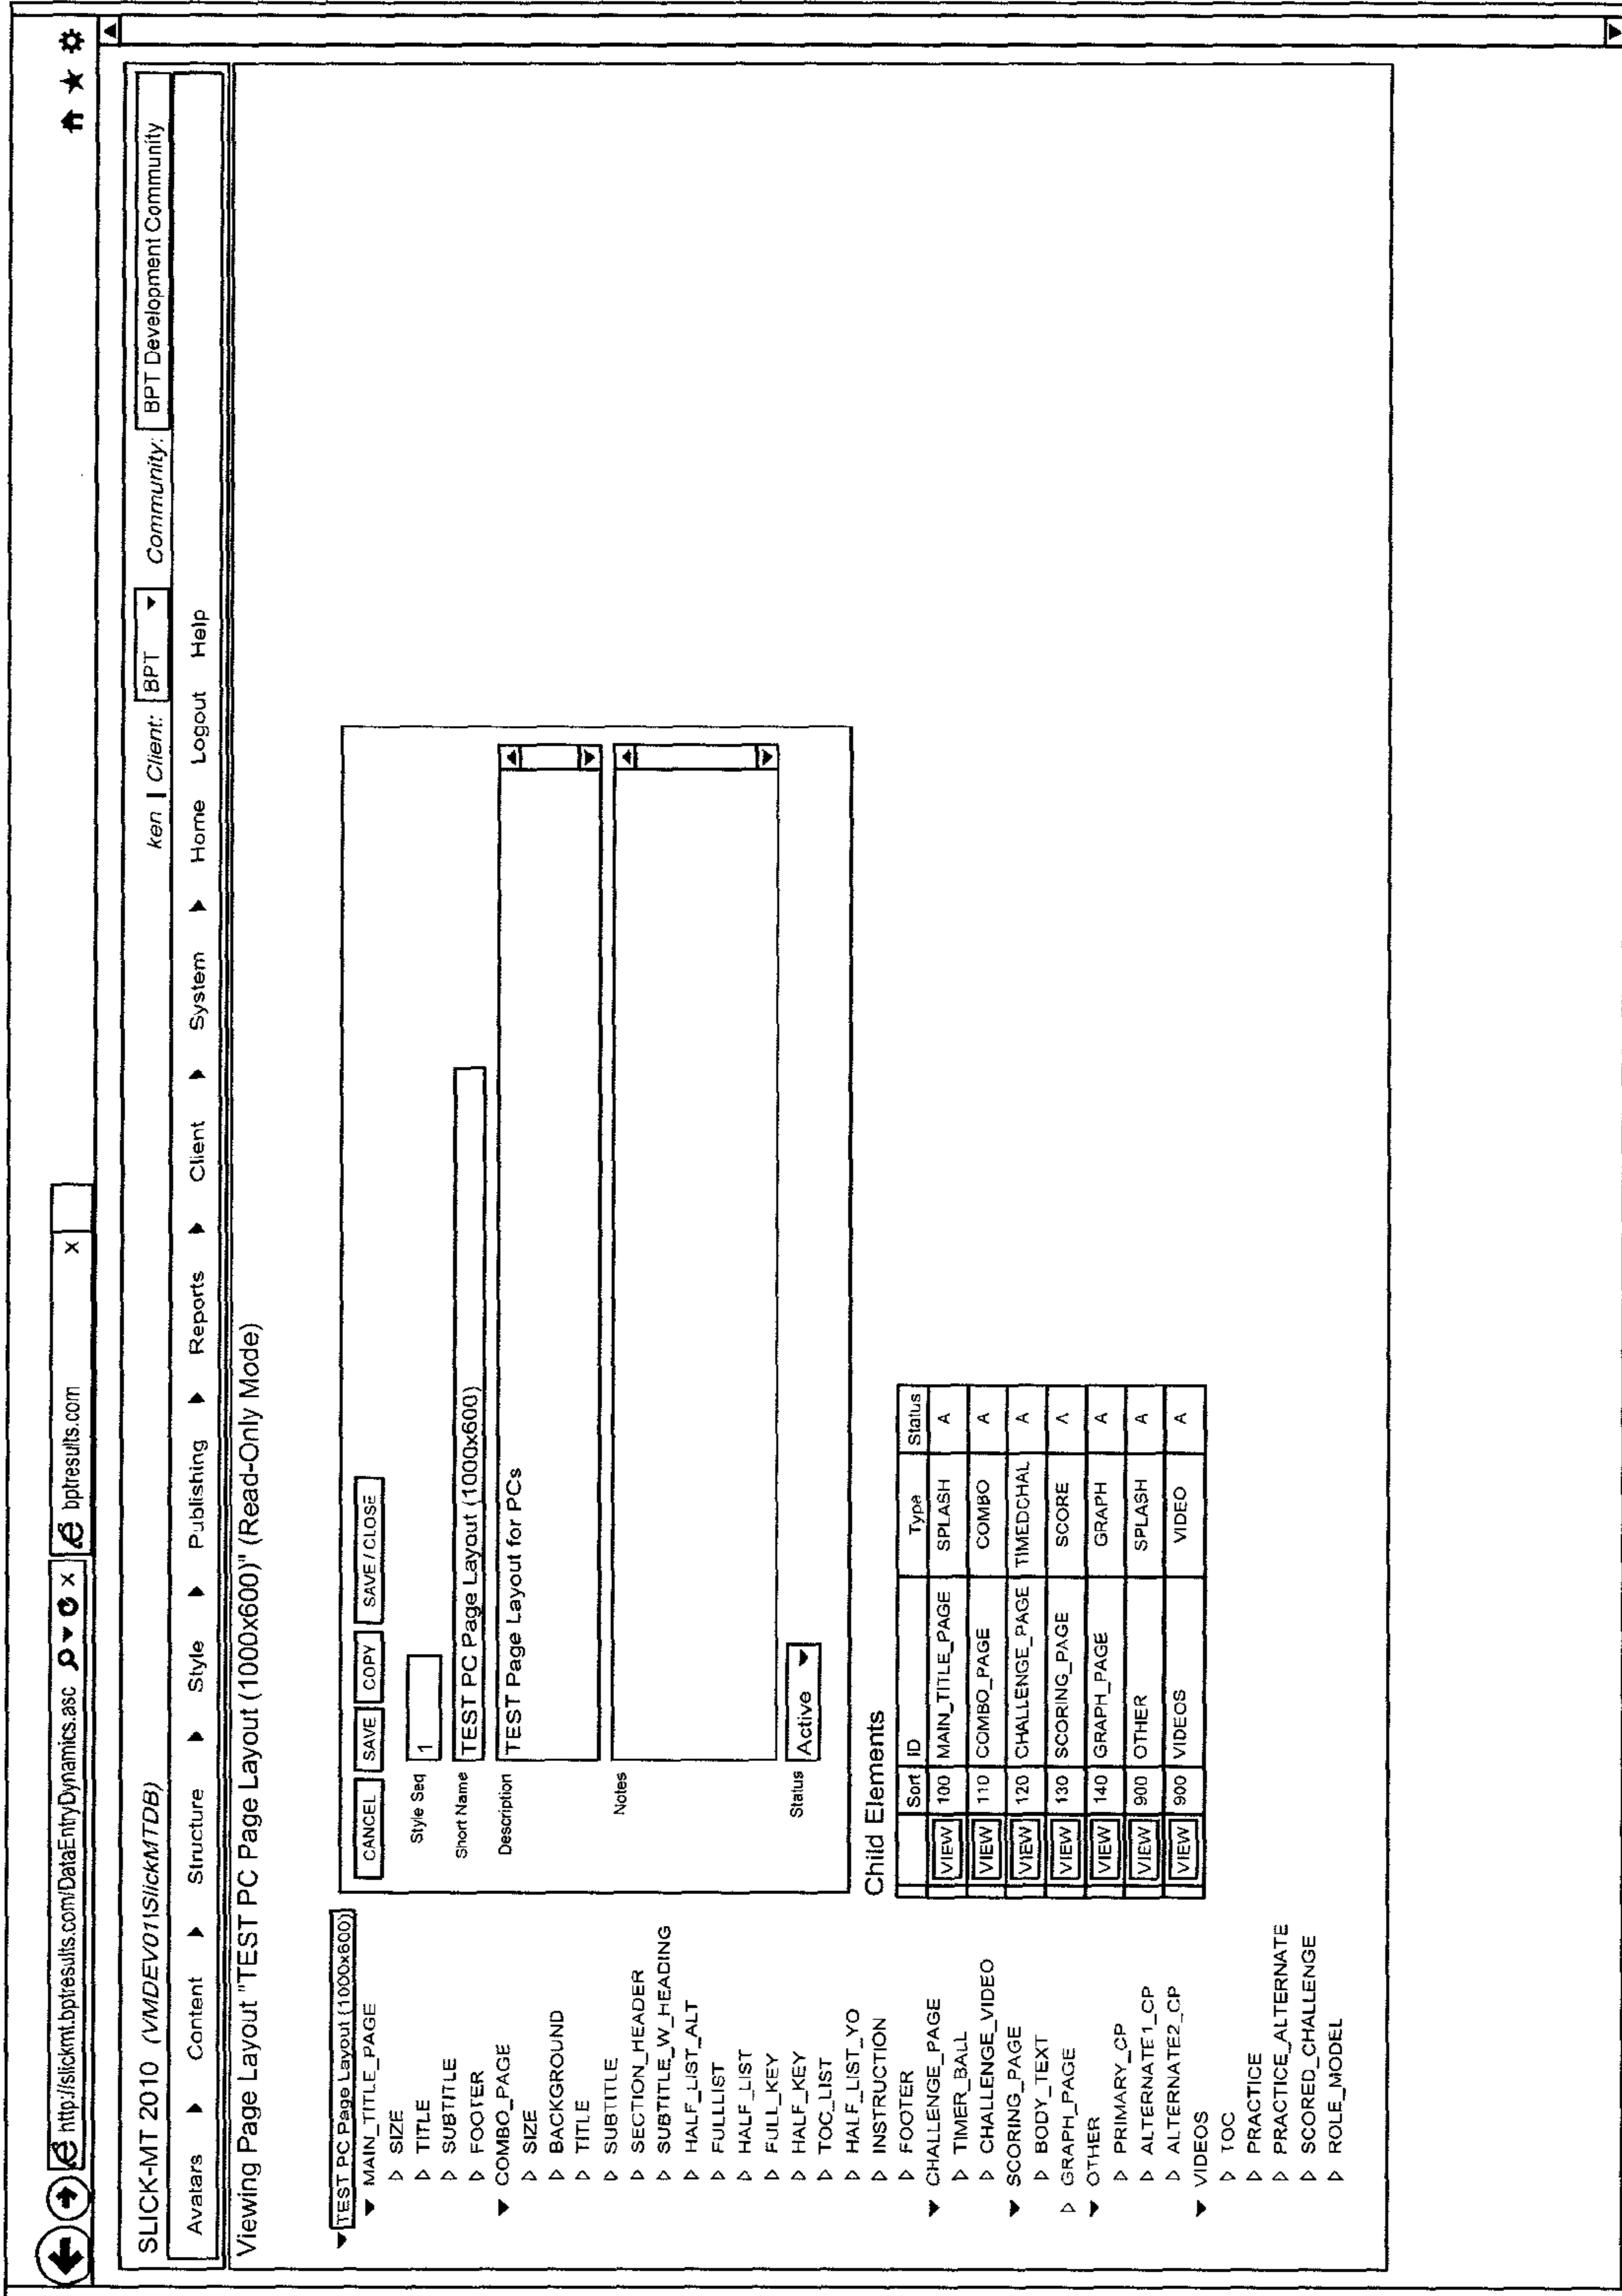 http://slickmt.bptresults.com/DataEntryDynamics.asc
bptresults.com
X
SLICK-MT 2010 (VMDEV01\SlickMTDB)
ken | Client: BPT Community: BPT Development Community
Avatars Content Structure Style Publishing Reports Client System Home Logout Help
Viewing Page Layout "TEST PC Page Layout (1000x600)" (Read-Only Mode)
TEST PC Page Layout (1000x600)
MAIN_TITLE_PAGE
SIZE
TITLE
SUBTITLE
FOOTER
COMBO_PAGE
SIZE
BACKGROUND
TITLE
SUBTITLE
SECTION_HEADER
SUBTITLE_W_HEADING
HALF_LIST_ALT
FULLLIST
HALF_LIST
FULL_KEY
HALF_KEY
TOC_LIST
HALF_LIST_YO
INSTRUCTION
FOOTER
CHALLENGE_PAGE
TIMER_BALL
CHALLENGE_VIDEO
SCORING_PAGE
BODY_TEXT
GRAPH_PAGE
OTHER
PRIMARY_CP
ALTERNATE1_CP
ALTERNATE2_CP
VIDEOS
TOC
PRACTICE
PRACTICE_ALTERNATE
SCORED_CHALLENGE
ROLE_MODEL
CANCEL SAVE COPY SAVE / CLOSE
Style Seq 1
Short Name TEST PC Page Layout (1000x600)
Description TEST Page Layout for PCs
Notes
Status Active
Child Elements
Sort ID Type Status
VIEW 100 MAIN_TITLE_PAGE SPLASH A
VIEW 110 COMBO_PAGE COMBO A
VIEW 120 CHALLENGE_PAGE TIMEDCHAL A
VIEW 130 SCORING_PAGE SCORE A
VIEW 140 GRAPH_PAGE GRAPH A
VIEW 900 OTHER SPLASH A
VIEW 900 VIDEOS VIDEO A